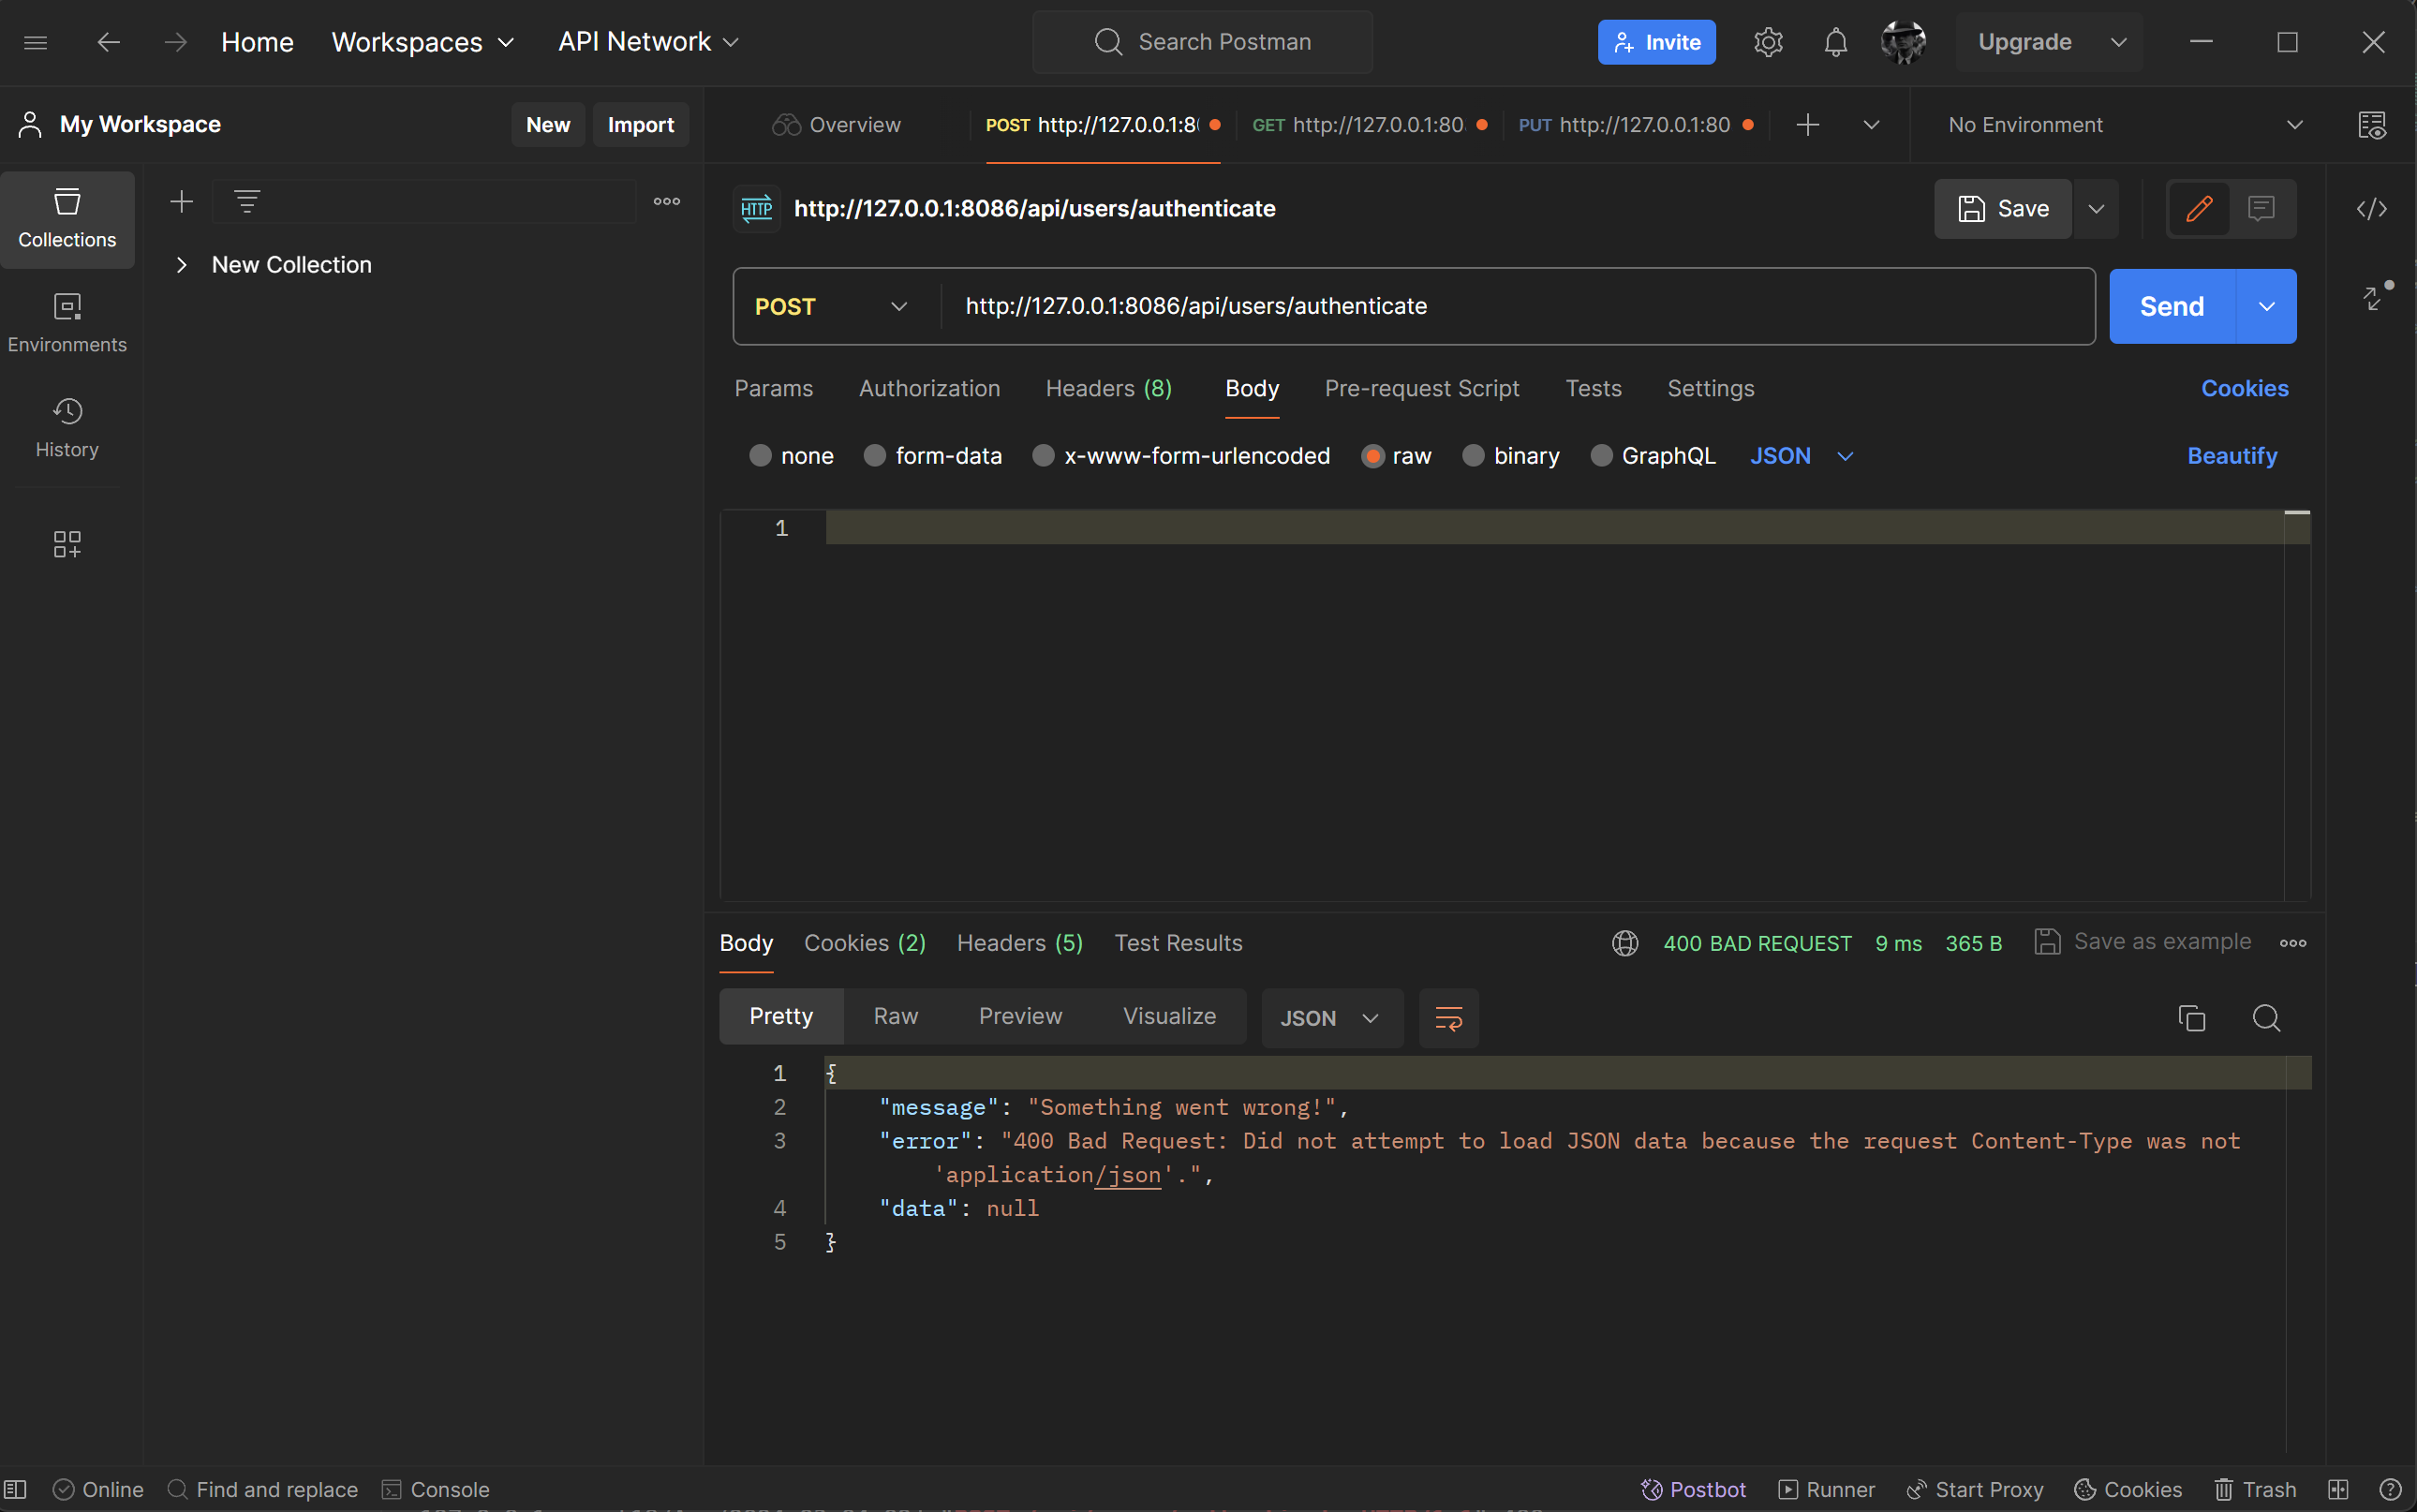 Home Workspaces API Network Search Postman Invite Upgrade
My Workspace New Import Overview POST http://127.0.0.1:8 GET http://127.0.0.1:80 PUT http://127.0.0.1:80 No Environment
Collections
Environments
History
New Collection
HTTP http://127.0.0.1:8086/api/users/authenticate Save
POST http://127.0.0.1:8086/api/users/authenticate Send
Params Authorization Headers (8) Body Pre-request Script Tests Settings Cookies
none form-data x-www-form-urlencoded raw binary GraphQL JSON Beautify
1
Body Cookies (2) Headers (5) Test Results 400 BAD REQUEST 9 ms 365 B Save as example
Pretty Raw Preview Visualize JSON
1 {
2 "message": "Something went wrong!",
3 "error": "400 Bad Request: Did not attempt to load JSON data because the request Content-Type was not
'application/json'.",
4 "data": null
5 }
Online Find and replace Console Postbot Runner Start Proxy Cookies Trash